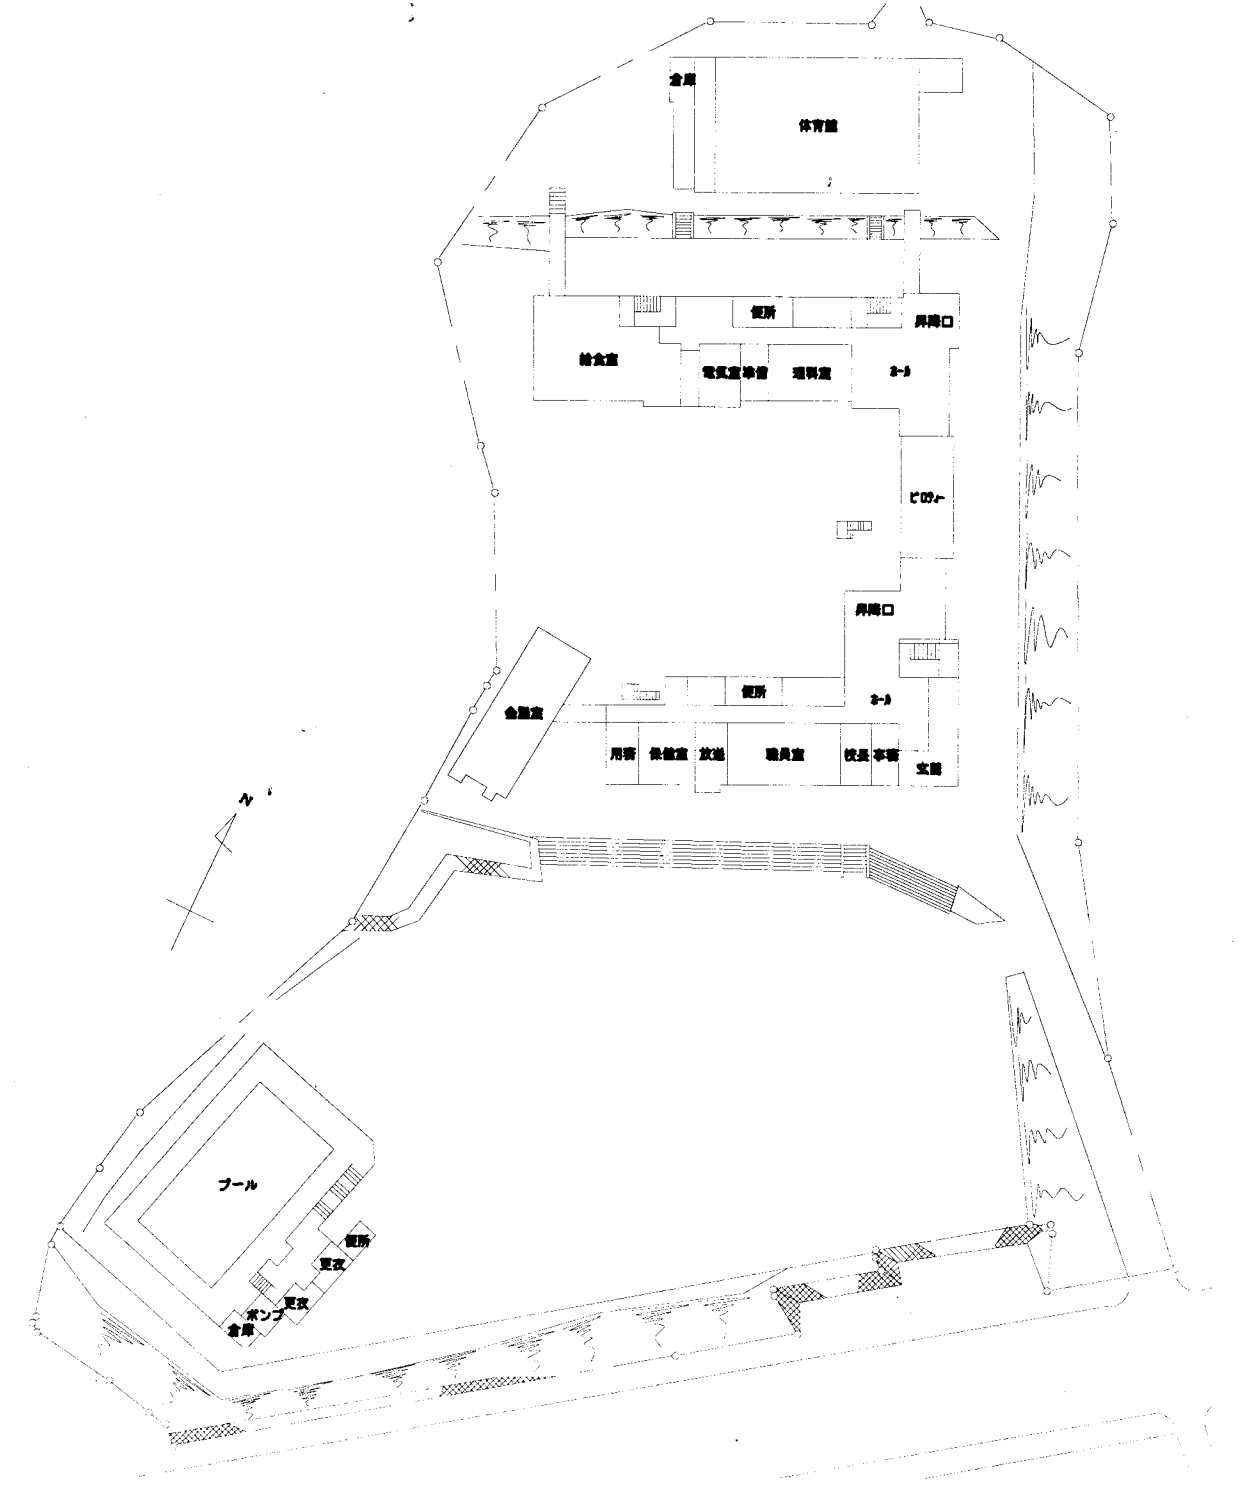 倉庫
体育館
便所
昇降口
給食室
電気室
準備
理科室
ホール
ピロティー
昇降口
便所
ホール
会議室
用務
保健室
放送
職員室
校長
事務
玄関
N
プール
便所
更衣
更衣
ポンプ
倉庫